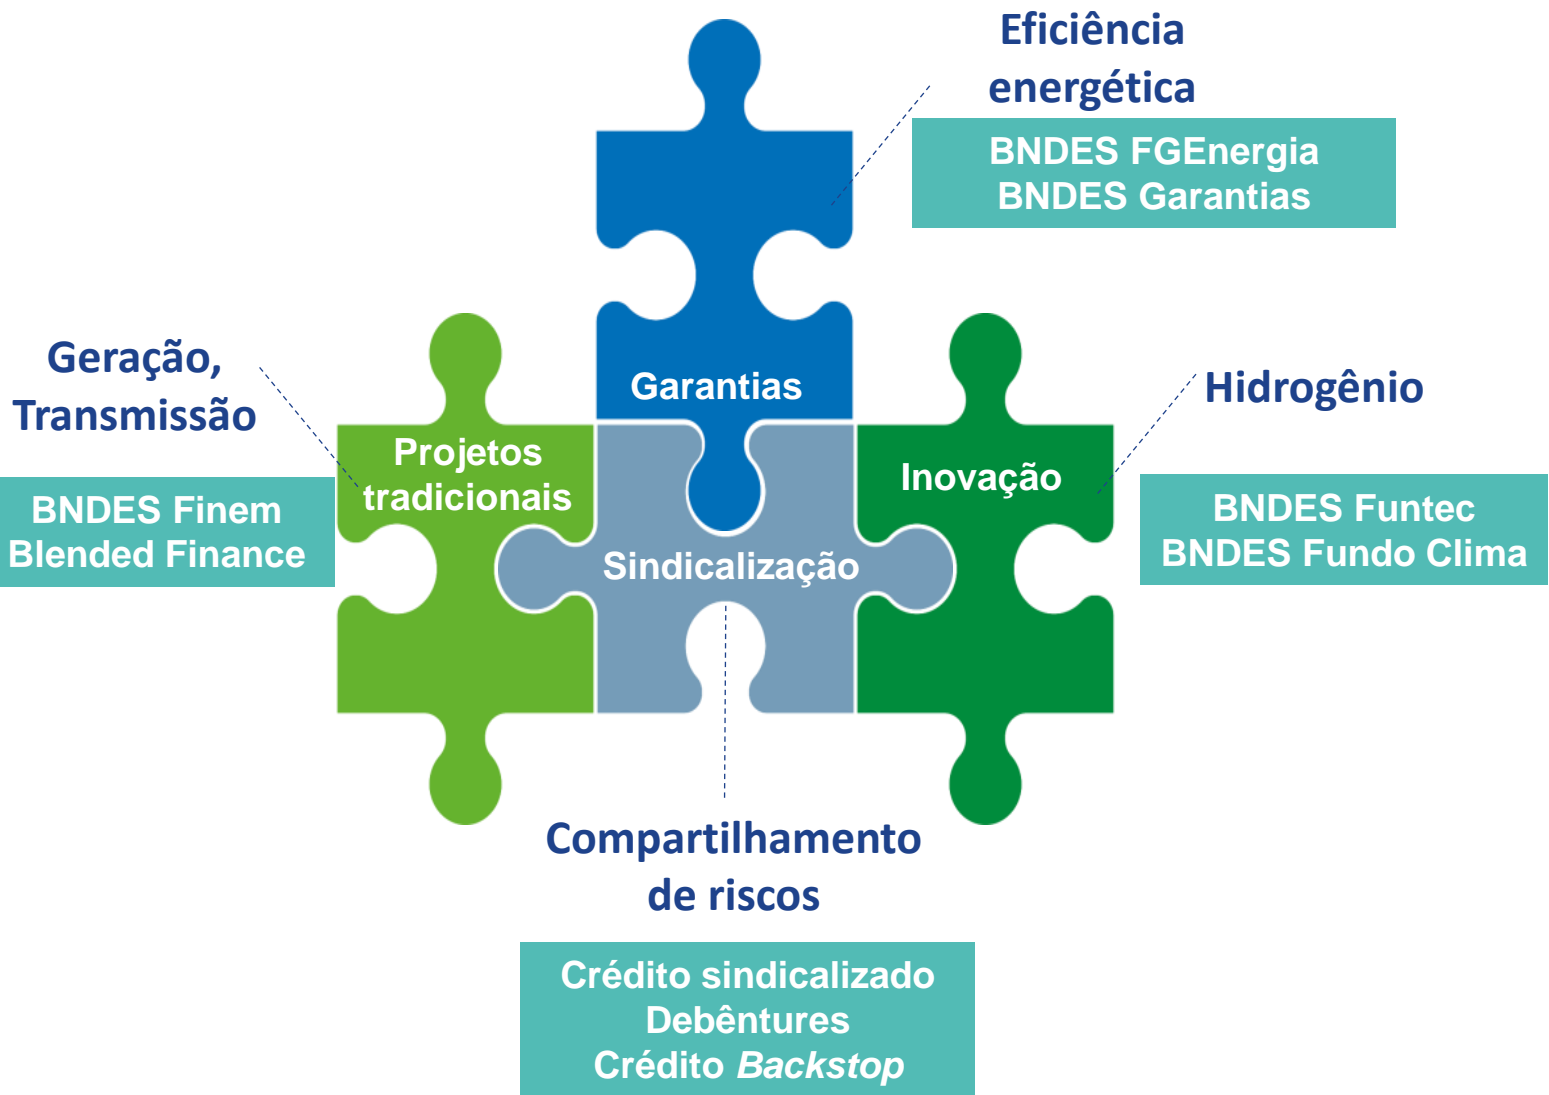 Eficiência
energética
BNDES FGEnergia
BNDES Garantias
Garantias
Geração,
Transmissão
BNDES Finem
Blended Finance
Projetos
tradicionais
Sindicalização
Inovação
Hidrogênio
BNDES Funtec
BNDES Fundo Clima
Compartilhamento
de riscos
Crédito sindicalizado
Debêntures
Crédito Backstop